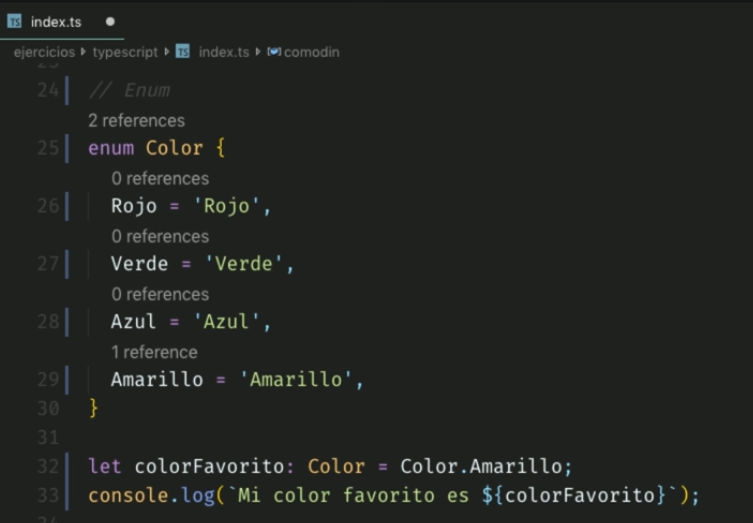 TS index.ts
ejercicios typescript TS index.ts comodin
24 // Enum
2 references
25 enum Color {
0 references
26 Rojo = 'Rojo',
0 references
27 Verde = 'Verde',
0 references
28 Azul = 'Azul',
1 reference
29 Amarillo = 'Amarillo',
30 }
31
32 let colorFavorito: Color = Color.Amarillo;
33 console.log(`Mi color favorito es ${colorFavorito}`);